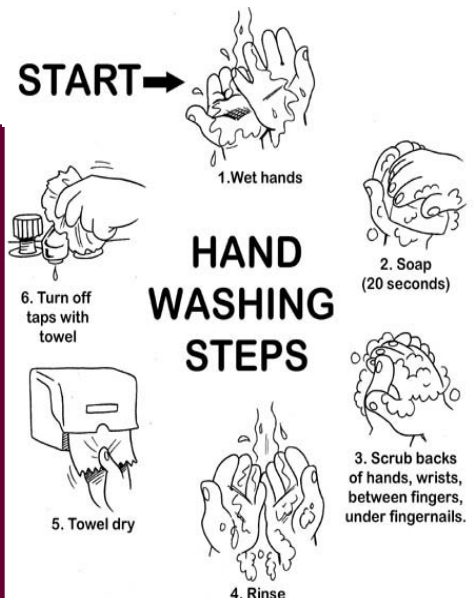 START
1.Wet hands
2. Soap
(20 seconds)
3. Scrub backs
of hands, wrists,
between fingers,
under fingernails.
4. Rinse
5. Towel dry
6. Turn off
taps with
towel
HAND
WASHING
STEPS